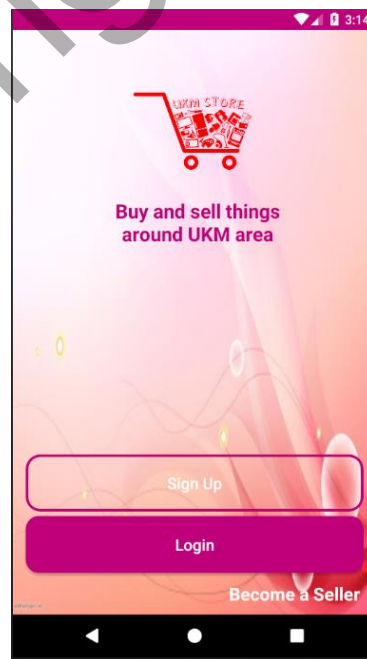 3:14
UKM STORE
Buy and sell things
around UKM area
Sign Up
Login
Become a Seller